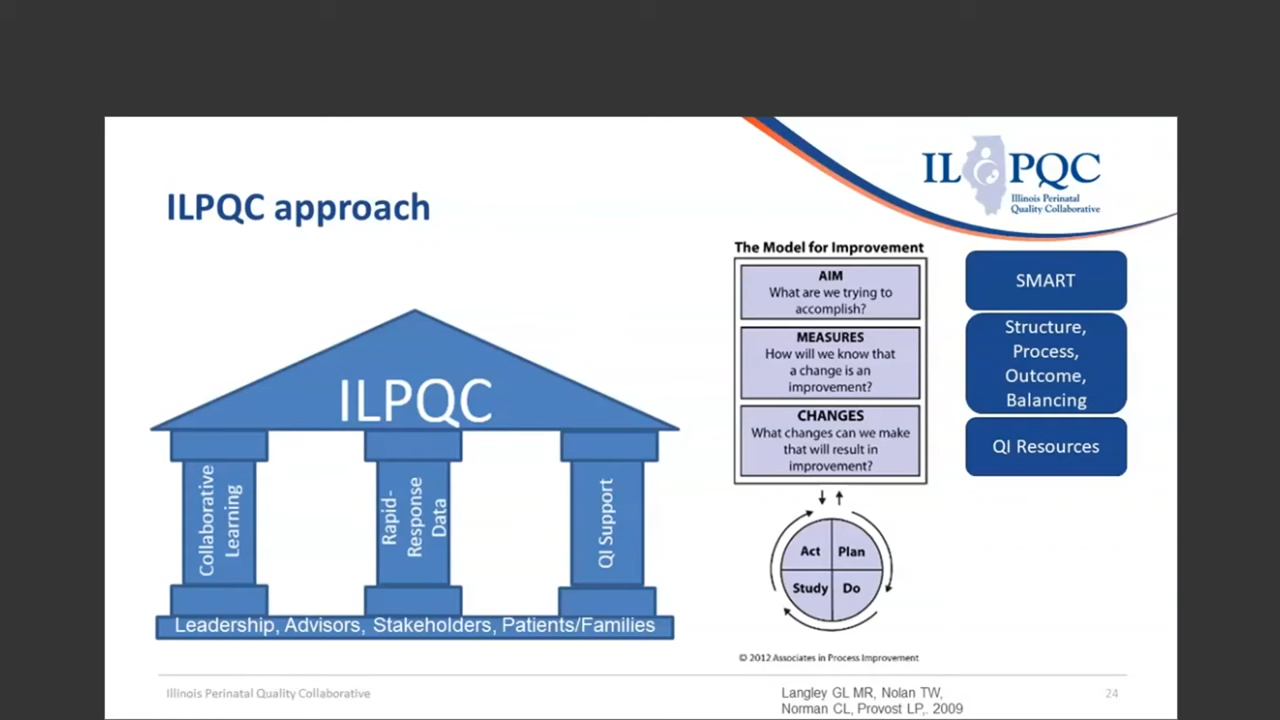 IL PQC
Illinois Perinatal
Quality Collaborative
ILPQC approach
ILPQC
Collaborative
Learning
Rapid-
Response
Data
QI Support
Leadership, Advisors, Stakeholders, Patients/Families
The Model for Improvement
AIM
What are we trying to
accomplish?
MEASURES
How will we know that
a change is an
improvement?
CHANGES
What changes can we make
that will result in
improvement?
Act
Plan
Study
Do
© 2012 Associates in Process Improvement
SMART
Structure,
Process,
Outcome,
Balancing
QI Resources
Illinois Perinatal Quality Collaborative
Langley GL MR, Nolan TW,
Norman CL, Provost LP,. 2009
24